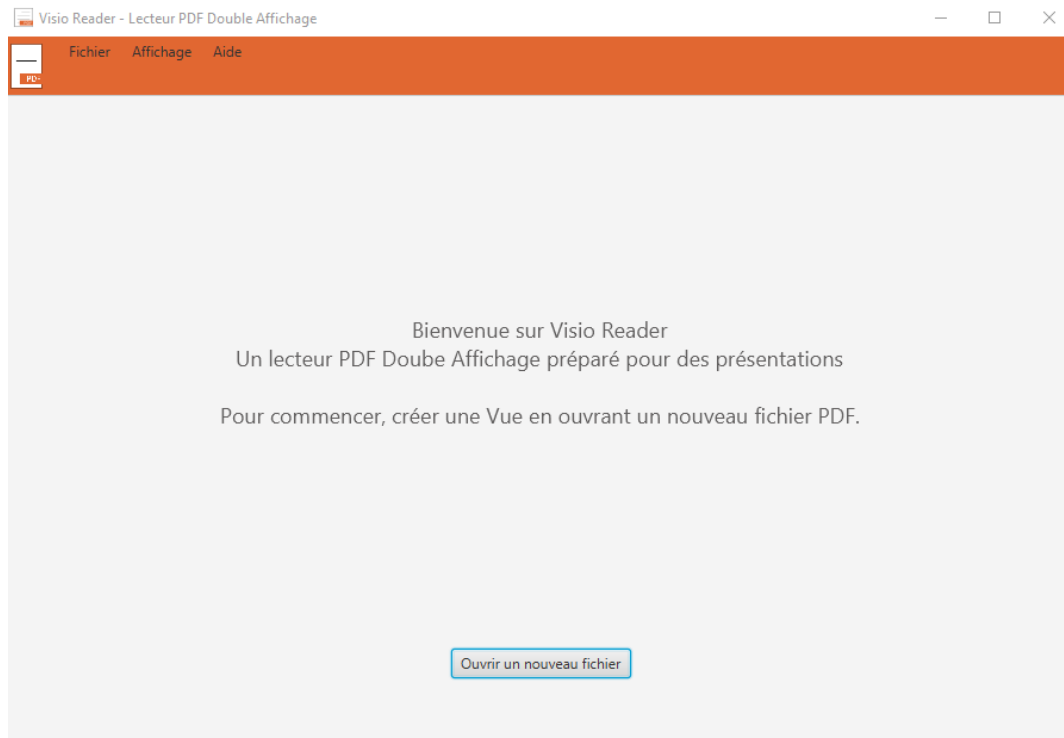 Visio Reader - Lecteur PDF Double Affichage
Fichier Affichage Aide
Bienvenue sur Visio Reader
Un lecteur PDF Doube Affichage préparé pour des présentations
Pour commencer, créer une Vue en ouvrant un nouveau fichier PDF.
Ouvrir un nouveau fichier